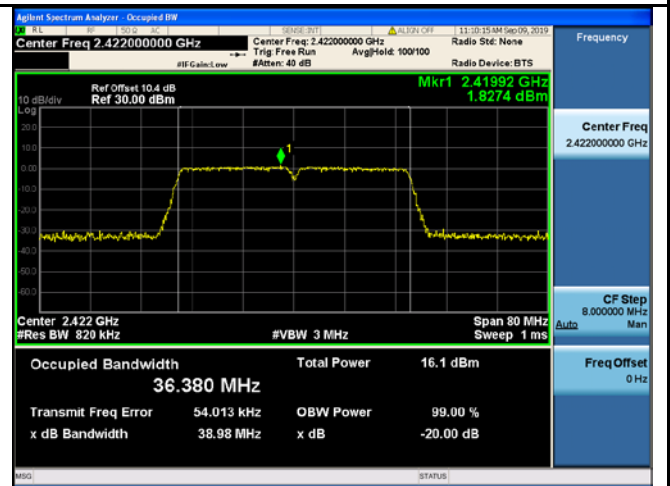 Agilent Spectrum Analyzer - Occupied BW
RL RF 50 Ω AC SENSE:INT ALIGN OFF 11:10:15 AM Sep 09, 2019
Center Freq 2.422000000 GHz
Center Freq: 2.422000000 GHz
Radio Std: None
Trig: Free Run Avg|Hold: 100/100
#IFGain:Low
#Atten: 40 dB
Radio Device: BTS
Frequency
Ref Offset 10.4 dB
Mkr1 2.41992 GHz
10 dB/div
Ref 30.00 dBm
1.8274 dBm
Log
20.0
10.0
0.00
-10.0
-20.0
-30.0
-40.0
-50.0
-60.0
1
Center 2.422 GHz
Span 80 MHz
#Res BW 820 kHz
#VBW 3 MHz
Sweep 1 ms
Occupied Bandwidth
Total Power 16.1 dBm
36.380 MHz
Transmit Freq Error 54.013 kHz
OBW Power 99.00 %
x dB Bandwidth 38.98 MHz
x dB -20.00 dB
Center Freq
2.422000000 GHz
CF Step
8.000000 MHz
Auto Man
Freq Offset
0 Hz
MSG
STATUS